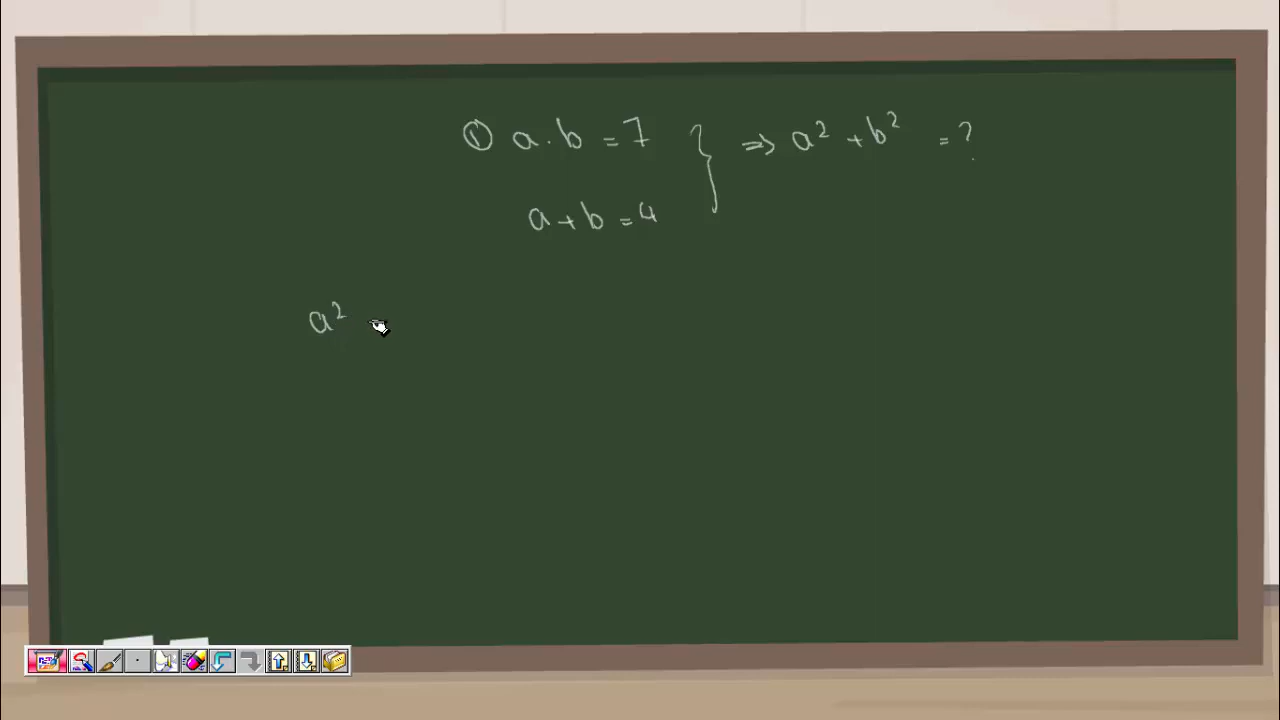 ① a.b = 7 } ⇒ a² + b² = ?
a + b = 4
a²